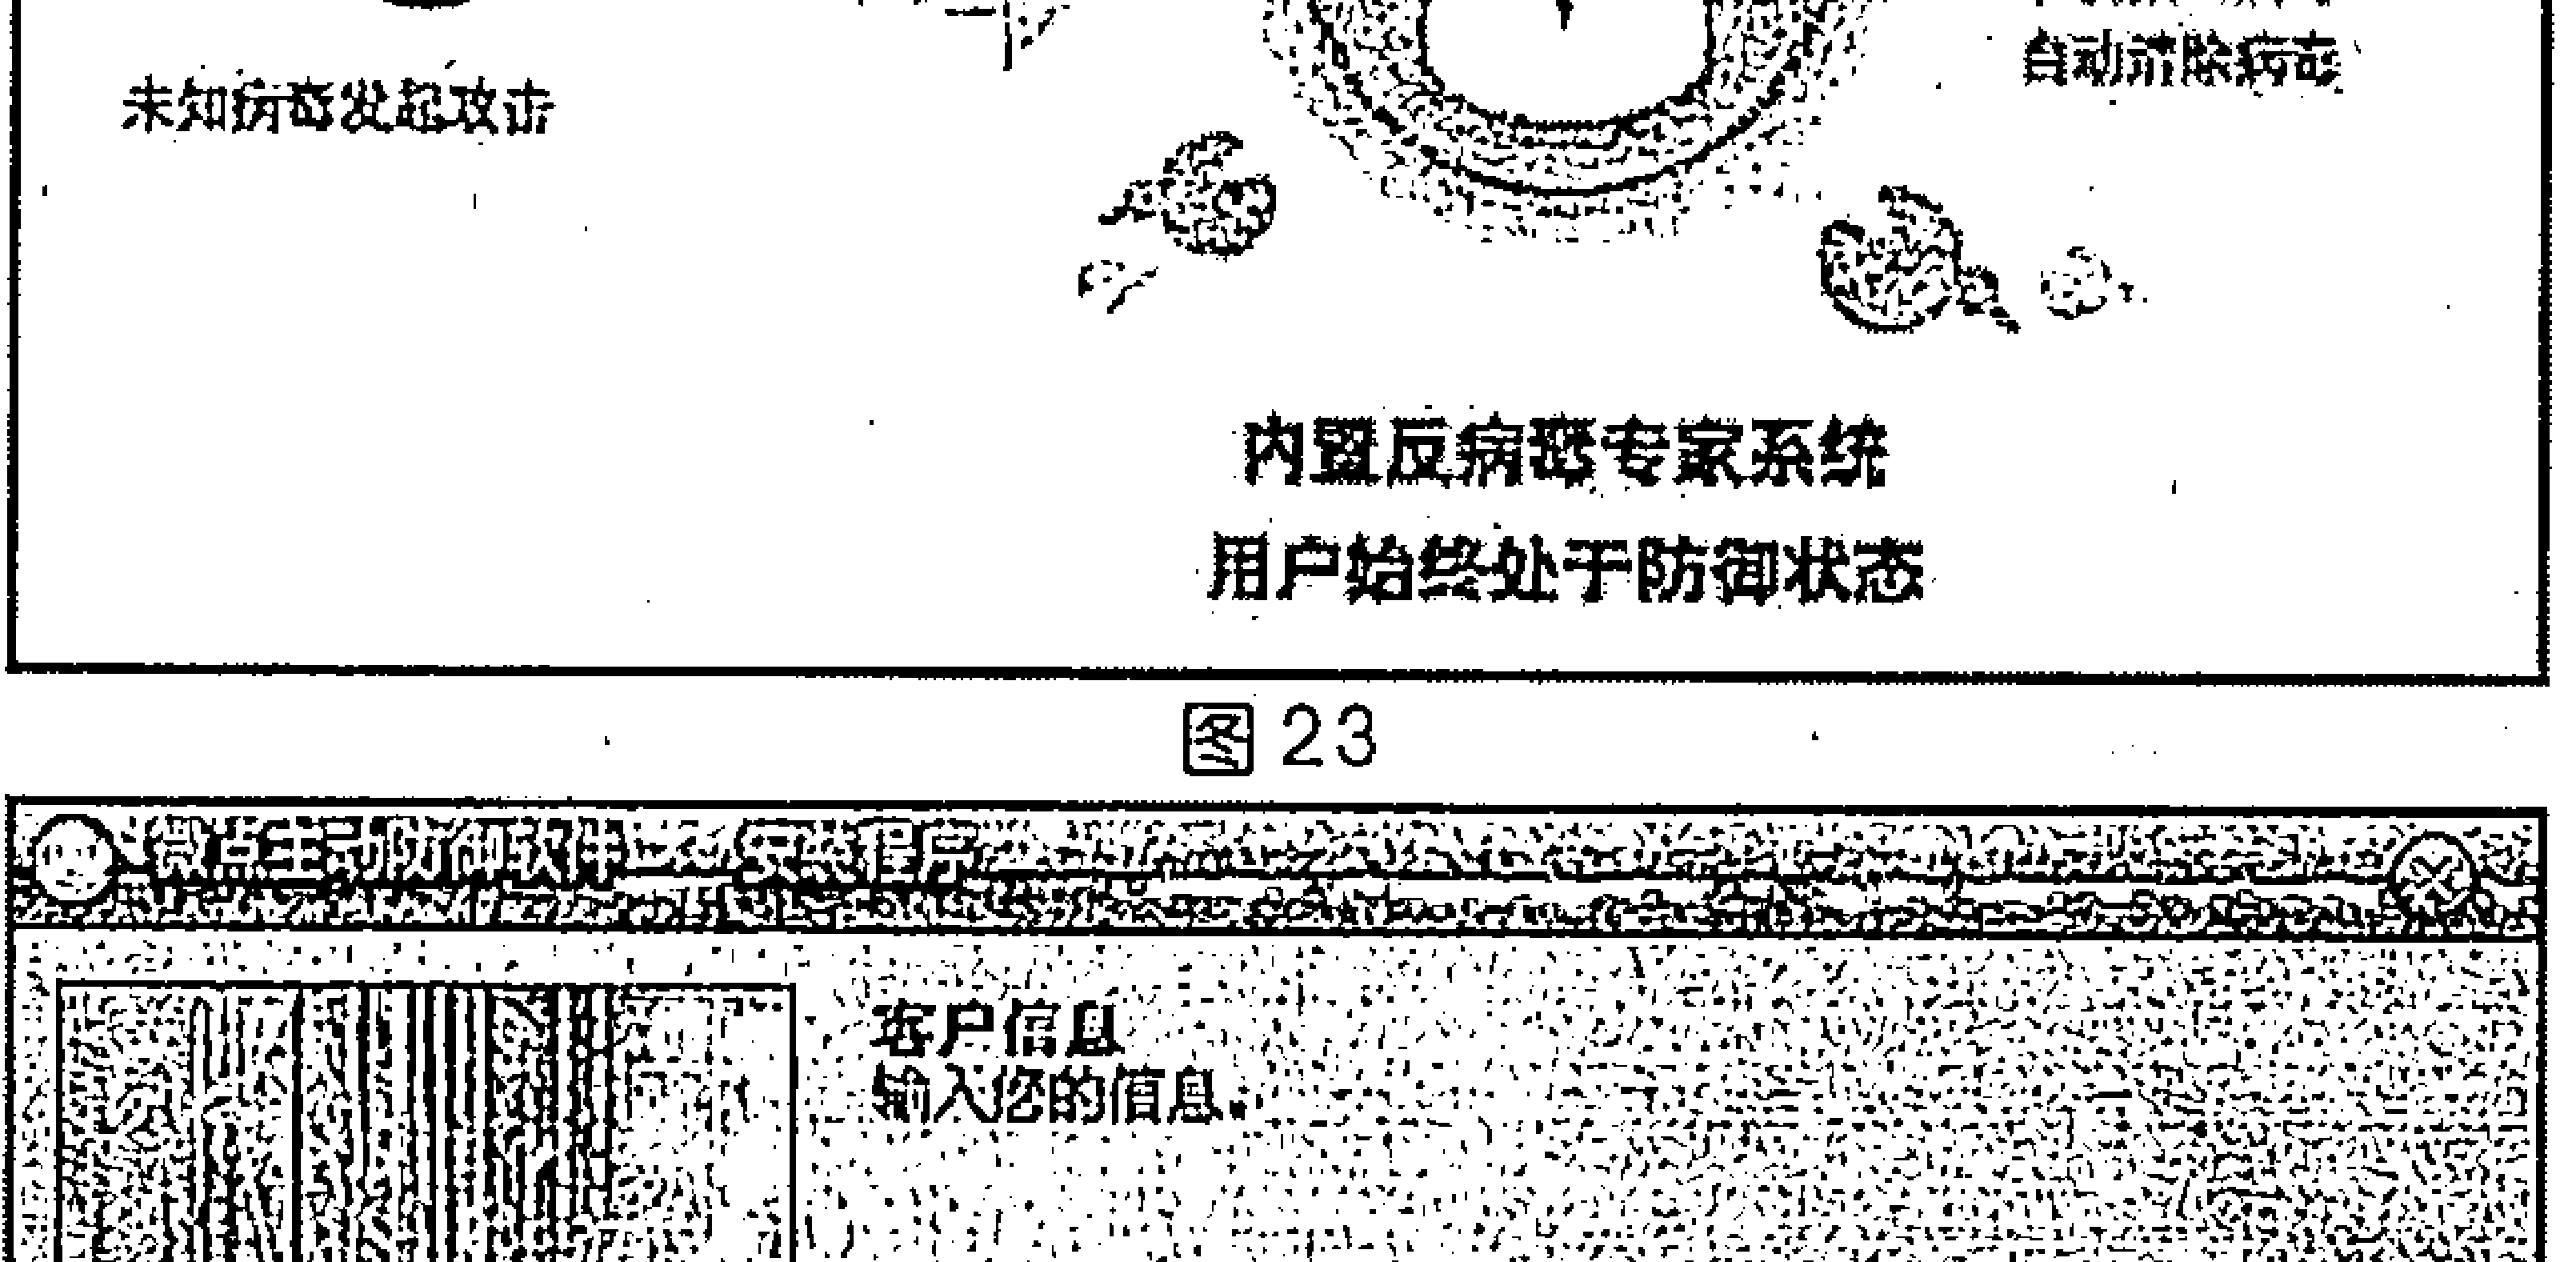 自动清除病毒
未知病毒发起攻击
内置反病毒专家系统
用户始终处于防御状态
图23
微点主动防御软件 安装程序
客户信息
输入您的信息。